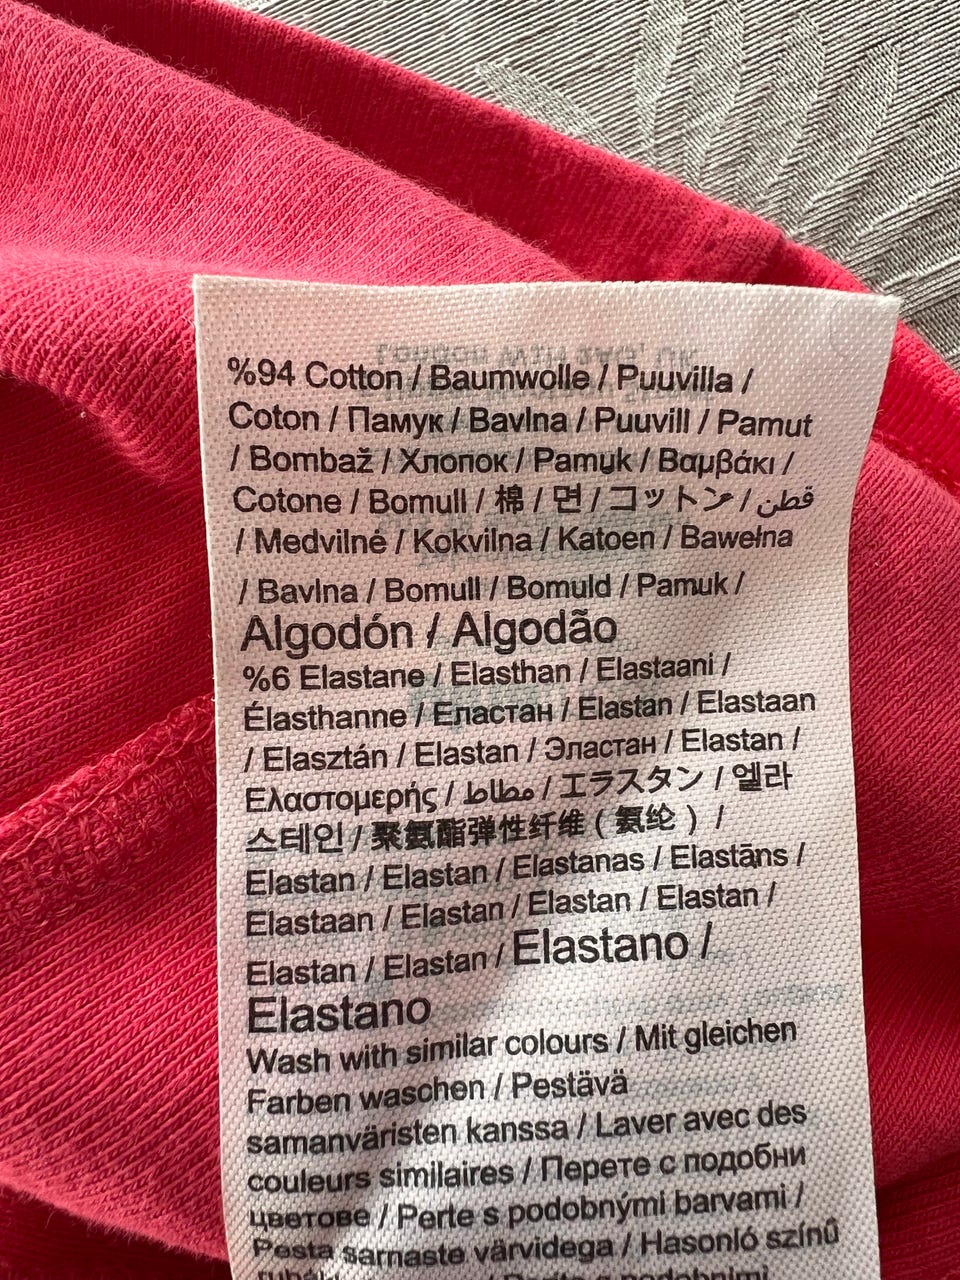 %94 Cotton / Baumwolle / Puuvilla /
Coton / Памук / Bavlna / Puuvill / Pamut
/ Bombaž / Хлопок / Pamuk / Βαμβάκι /
Cotone / Bomull / 棉 / 면 / コットン / قطن
/ Medvilnė / Kokvilna / Katoen / Bawełna
/ Bavlna / Bomull / Bomuld / Pamuk /
Algodón / Algodão
%6 Elastane / Elasthan / Elastaani /
Élasthanne / Еластан / Elastan / Elastaan
/ Elasztán / Elastan / Эластан / Elastan /
Ελαστομερής / مطاط / エラスタン / 엘라
스테인 / 聚氨酯弹性纤维 ( 氨纶 ) /
Elastan / Elastan / Elastanas / Elastāns /
Elastaan / Elastan / Elastan / Elastan /
Elastan / Elastan / Elastano /
Elastano
Wash with similar colours / Mit gleichen
Farben waschen / Pestävä
samanväristen kanssa / Laver avec des
couleurs similaires / Перете с подобни
цветове / Perte s podobnými barvami /
Pesta sarnaste värvidega / Hasonló színű